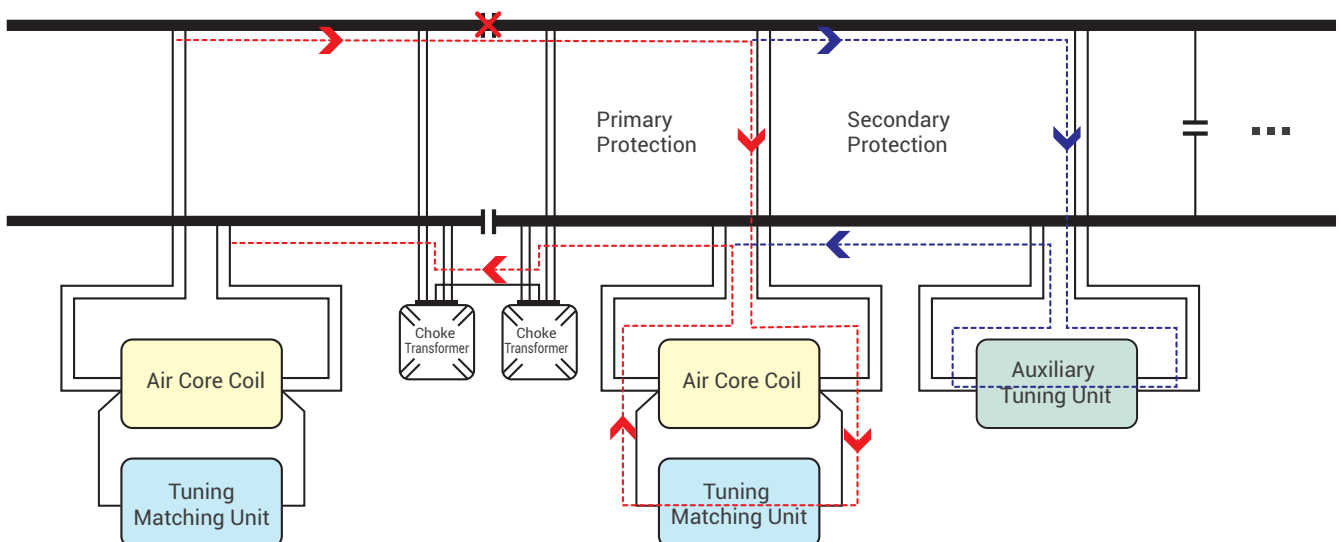 Primary
Protection
Secondary
Protection
Choke
Transformer
Choke
Transformer
Air Core Coil
Air Core Coil
Auxiliary
Tuning Unit
Tuning
Matching Unit
Tuning
Matching Unit